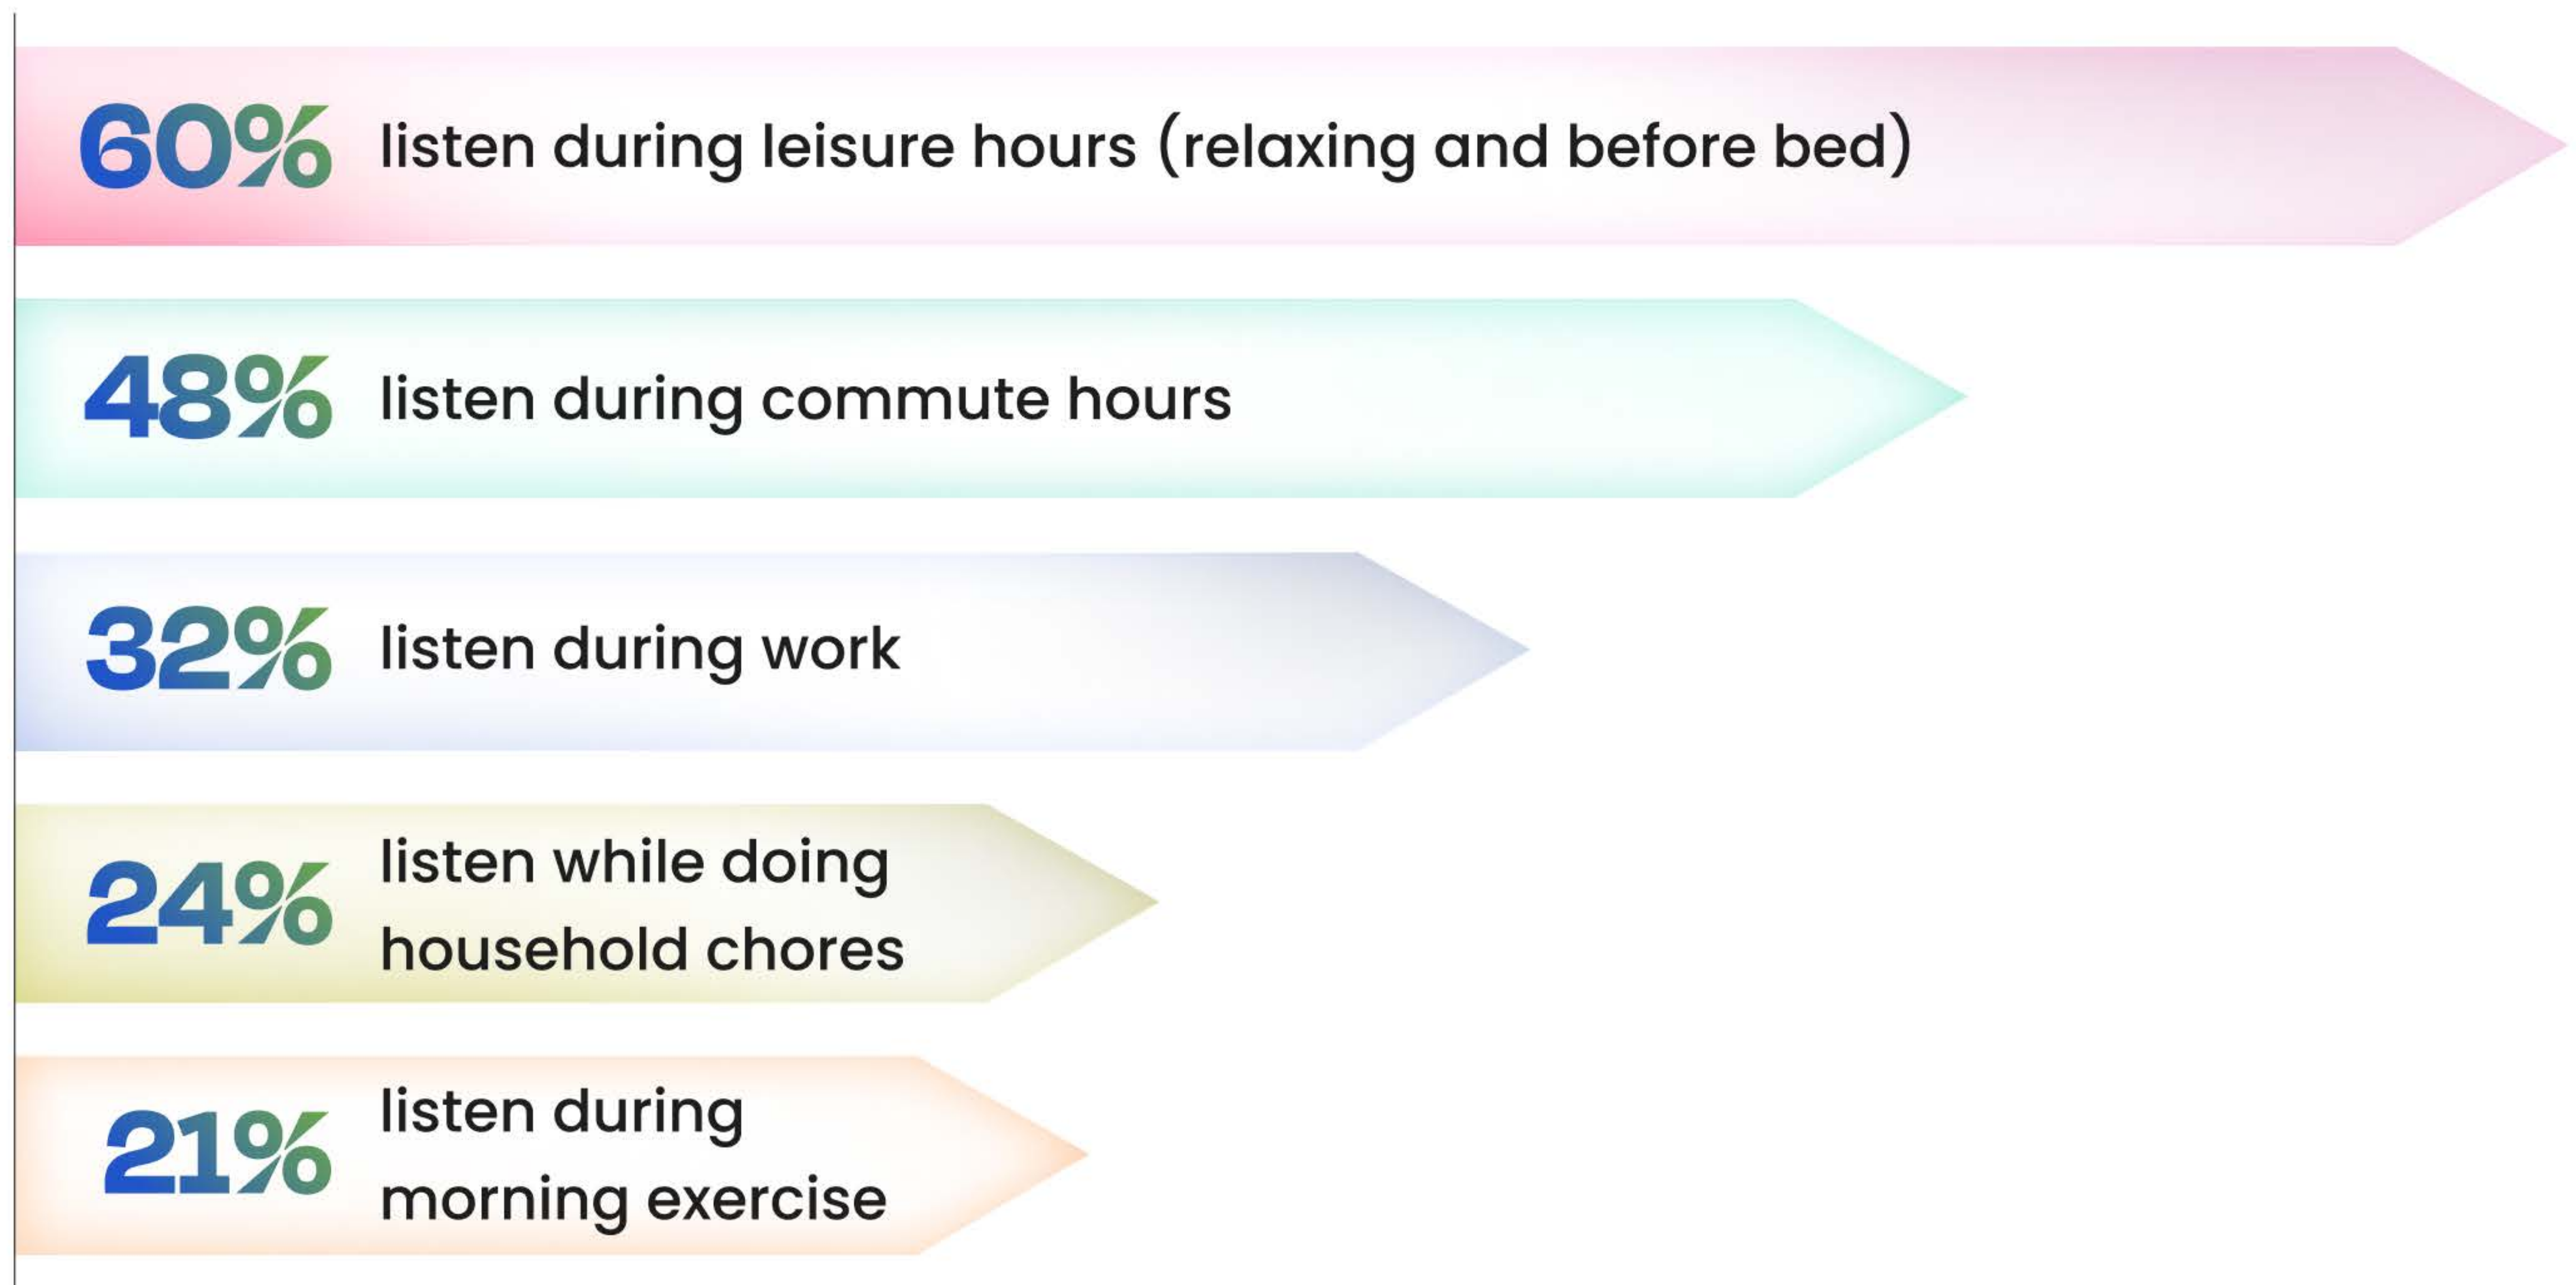 60% listen during leisure hours (relaxing and before bed)
48% listen during commute hours
32% listen during work
24% listen while doing
household chores
21% listen during
morning exercise